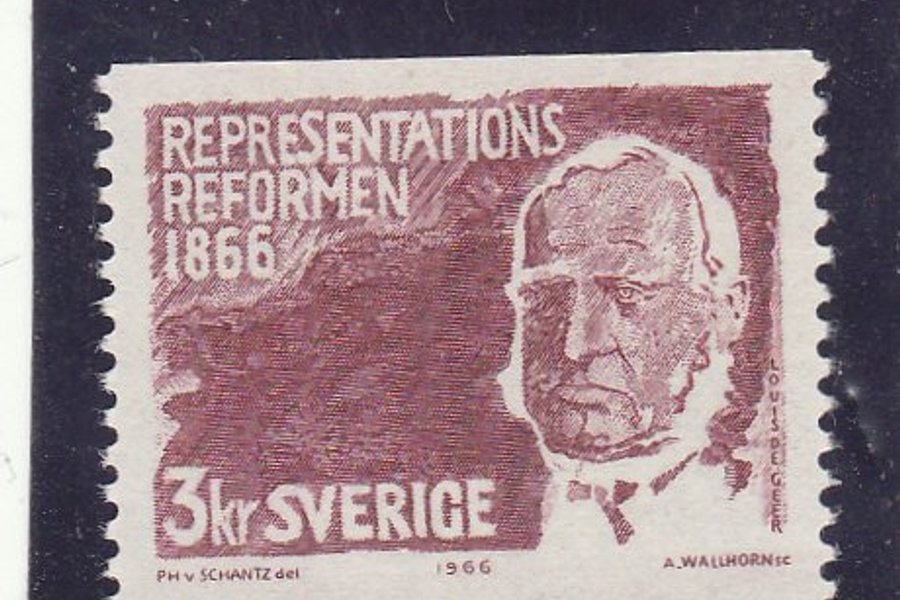 REPRESENTATIONS
REFORMEN
1866
LOUIS DE GEER
3kr SVERIGE
PH v SCHANTZ del
1966
A. WALLHORN sc